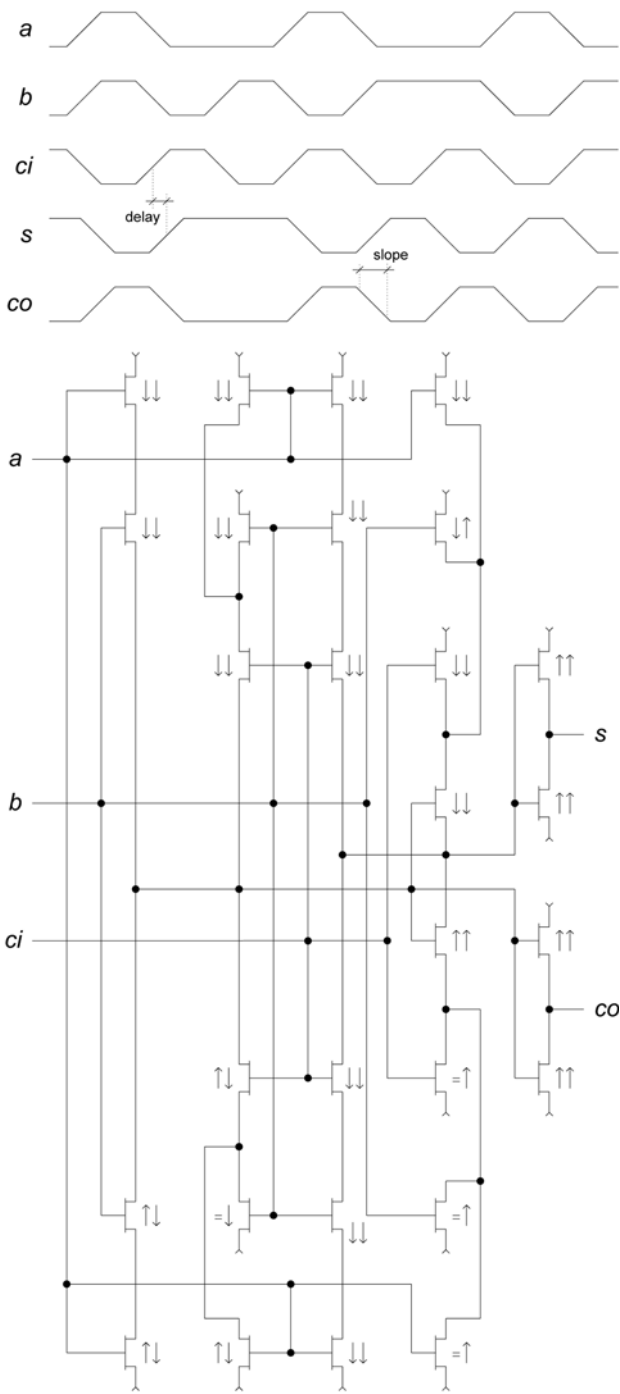 a
b
ci
delay
s
slope
co
↓↓ ↓↓ ↓↓ ↓↓
a
↓↓ ↓↓ ↓↓ ↓↑
↓↓ ↓↓ ↓↓ ↑↑
s
b ↓↓ ↑↑
ci ↑↑ ↑↑
co
↑↓ ↓↓ =↑ ↑↑
↑↓ =↓ ↓↓ =↑
↑↓ ↑↓ ↓↓ =↑